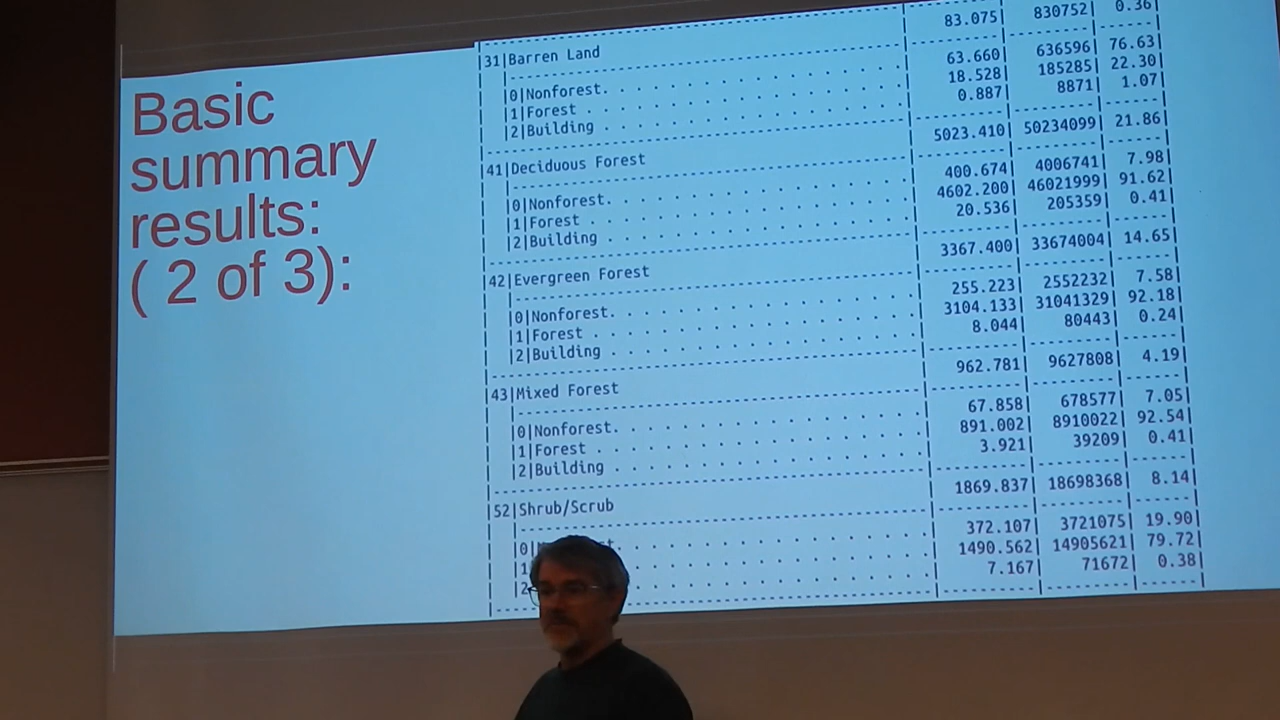 Basic
summary
results:
( 2 of 3):
|31|Barren Land | 83.075| 830752| 0.36|
|0|Nonforest. . . . . . . . . . . . . . . . | 63.660| 636596| 76.63|
|1|Forest . . . . . . . . . . . . . . . . . | 18.528| 185285| 22.30|
|2|Building . . . . . . . . . . . . . . . . | 0.887| 8871| 1.07|
|41|Deciduous Forest | 5023.410| 50234099| 21.86|
|0|Nonforest. . . . . . . . . . . . . . . . | 400.674| 4006741| 7.98|
|1|Forest . . . . . . . . . . . . . . . . . | 4602.200| 46021999| 91.62|
|2|Building . . . . . . . . . . . . . . . . | 20.536| 205359| 0.41|
|42|Evergreen Forest | 3367.400| 33674004| 14.65|
|0|Nonforest. . . . . . . . . . . . . . . . | 255.223| 2552232| 7.58|
|1|Forest . . . . . . . . . . . . . . . . . | 3104.133| 31041329| 92.18|
|2|Building . . . . . . . . . . . . . . . . | 8.044| 80443| 0.24|
|43|Mixed Forest | 962.781| 9627808| 4.19|
|0|Nonforest. . . . . . . . . . . . . . . . | 67.858| 678577| 7.05|
|1|Forest . . . . . . . . . . . . . . . . . | 891.002| 8910022| 92.54|
|2|Building . . . . . . . . . . . . . . . . | 3.921| 39209| 0.41|
|52|Shrub/Scrub | 1869.837| 18698368| 8.14|
|0| . . . . . . . . . . . . . . . . | 372.107| 3721075| 19.90|
|1 . . . . . . . . . . . . . . . . | 1490.562| 14905621| 79.72|
|2 . . . . . . . . . . . . . . . . | 7.167| 71672| 0.38|